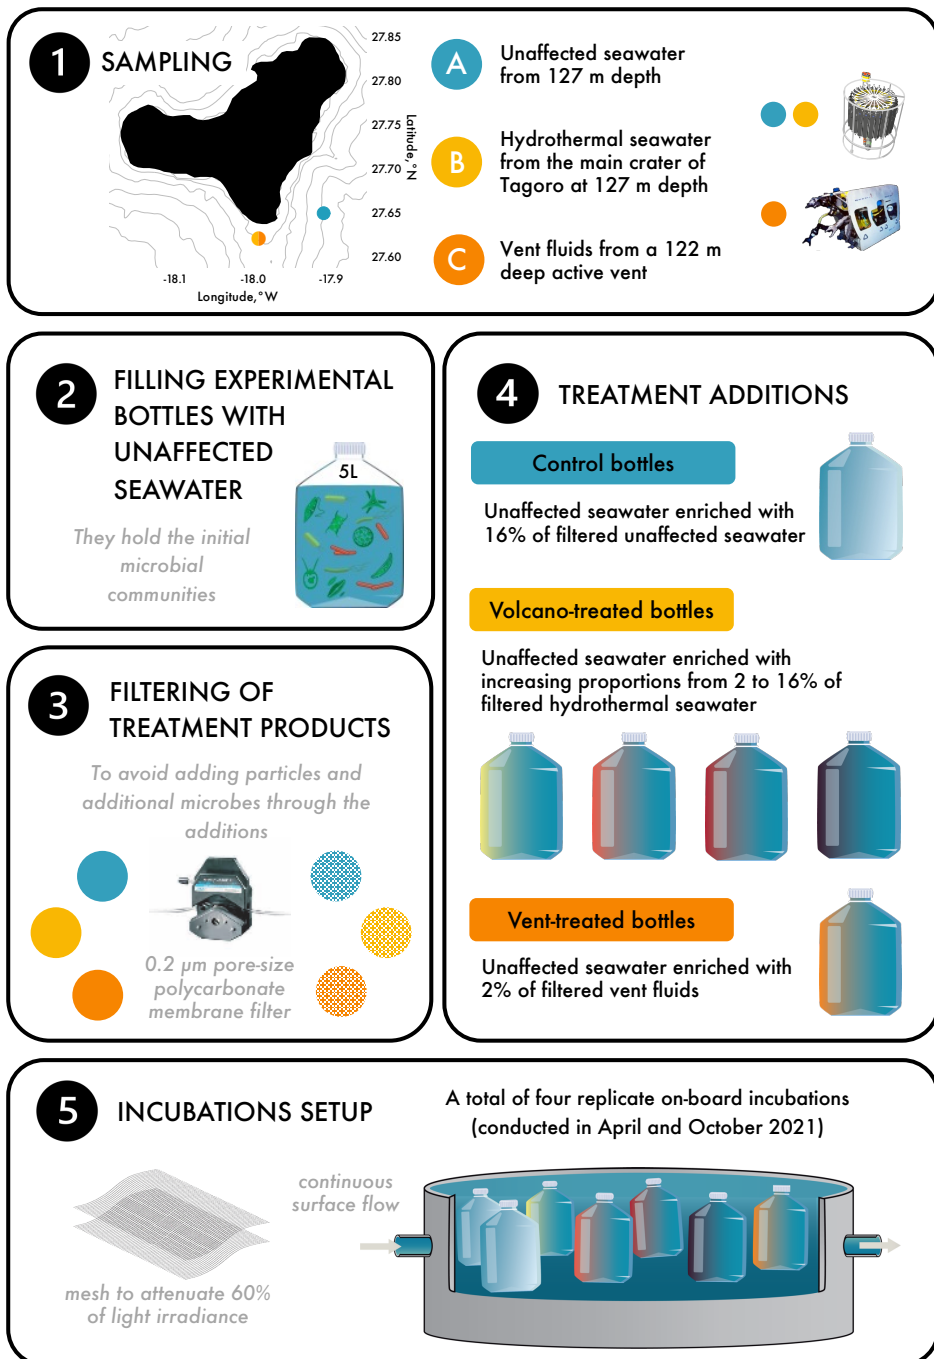 1
SAMPLING
27.85
27.80
27.75
27.70
27.65
27.60
Latitude,°N
-18.1
-18.0
-17.9
Longitude,°W
A
Unaffected seawater
from 127 m depth
B
Hydrothermal seawater
from the main crater of
Tagoro at 127 m depth
C
Vent fluids from a 122 m
deep active vent
2
FILLING EXPERIMENTAL
BOTTLES WITH
UNAFFECTED
SEAWATER
They hold the initial
microbial
communities
5L
3
FILTERING OF
TREATMENT PRODUCTS
To avoid adding particles and
additional microbes through the
additions
0.2 µm pore-size
polycarbonate
membrane filter
4
TREATMENT ADDITIONS
Control bottles
Unaffected seawater enriched with
16% of filtered unaffected seawater
Volcano-treated bottles
Unaffected seawater enriched with
increasing proportions from 2 to 16% of
filtered hydrothermal seawater
Vent-treated bottles
Unaffected seawater enriched with
2% of filtered vent fluids
5
INCUBATIONS SETUP
A total of four replicate on-board incubations
(conducted in April and October 2021)
continuous
surface flow
mesh to attenuate 60%
of light irradiance